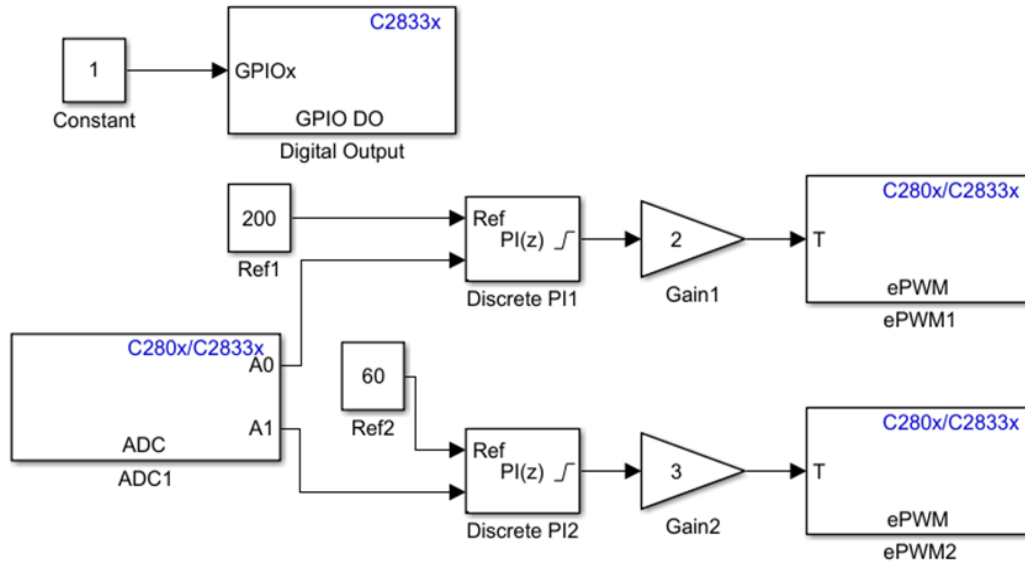 C2833x
1
GPIOx
GPIO DO
Constant
Digital Output
C280x/C2833x
200
Ref
PI(z)
2
T
Ref1
ePWM
Discrete PI1
Gain1
ePWM1
C280x/C2833x
A0
60
A1
ADC
Ref2
ADC1
C280x/C2833x
Ref
PI(z)
3
T
ePWM
Discrete PI2
Gain2
ePWM2